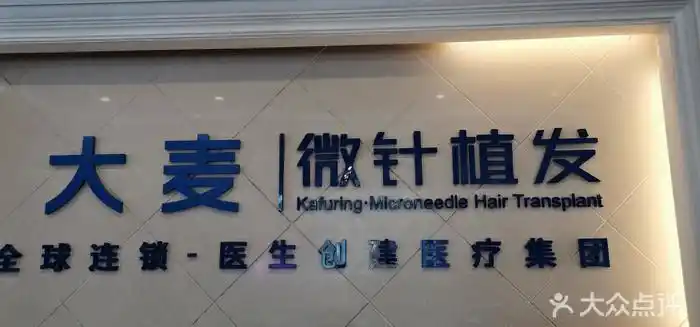 大麦 | 微针植发
Kafuring·Microneedle Hair Transplant
全球连锁·医生创建医疗集团
大众点评